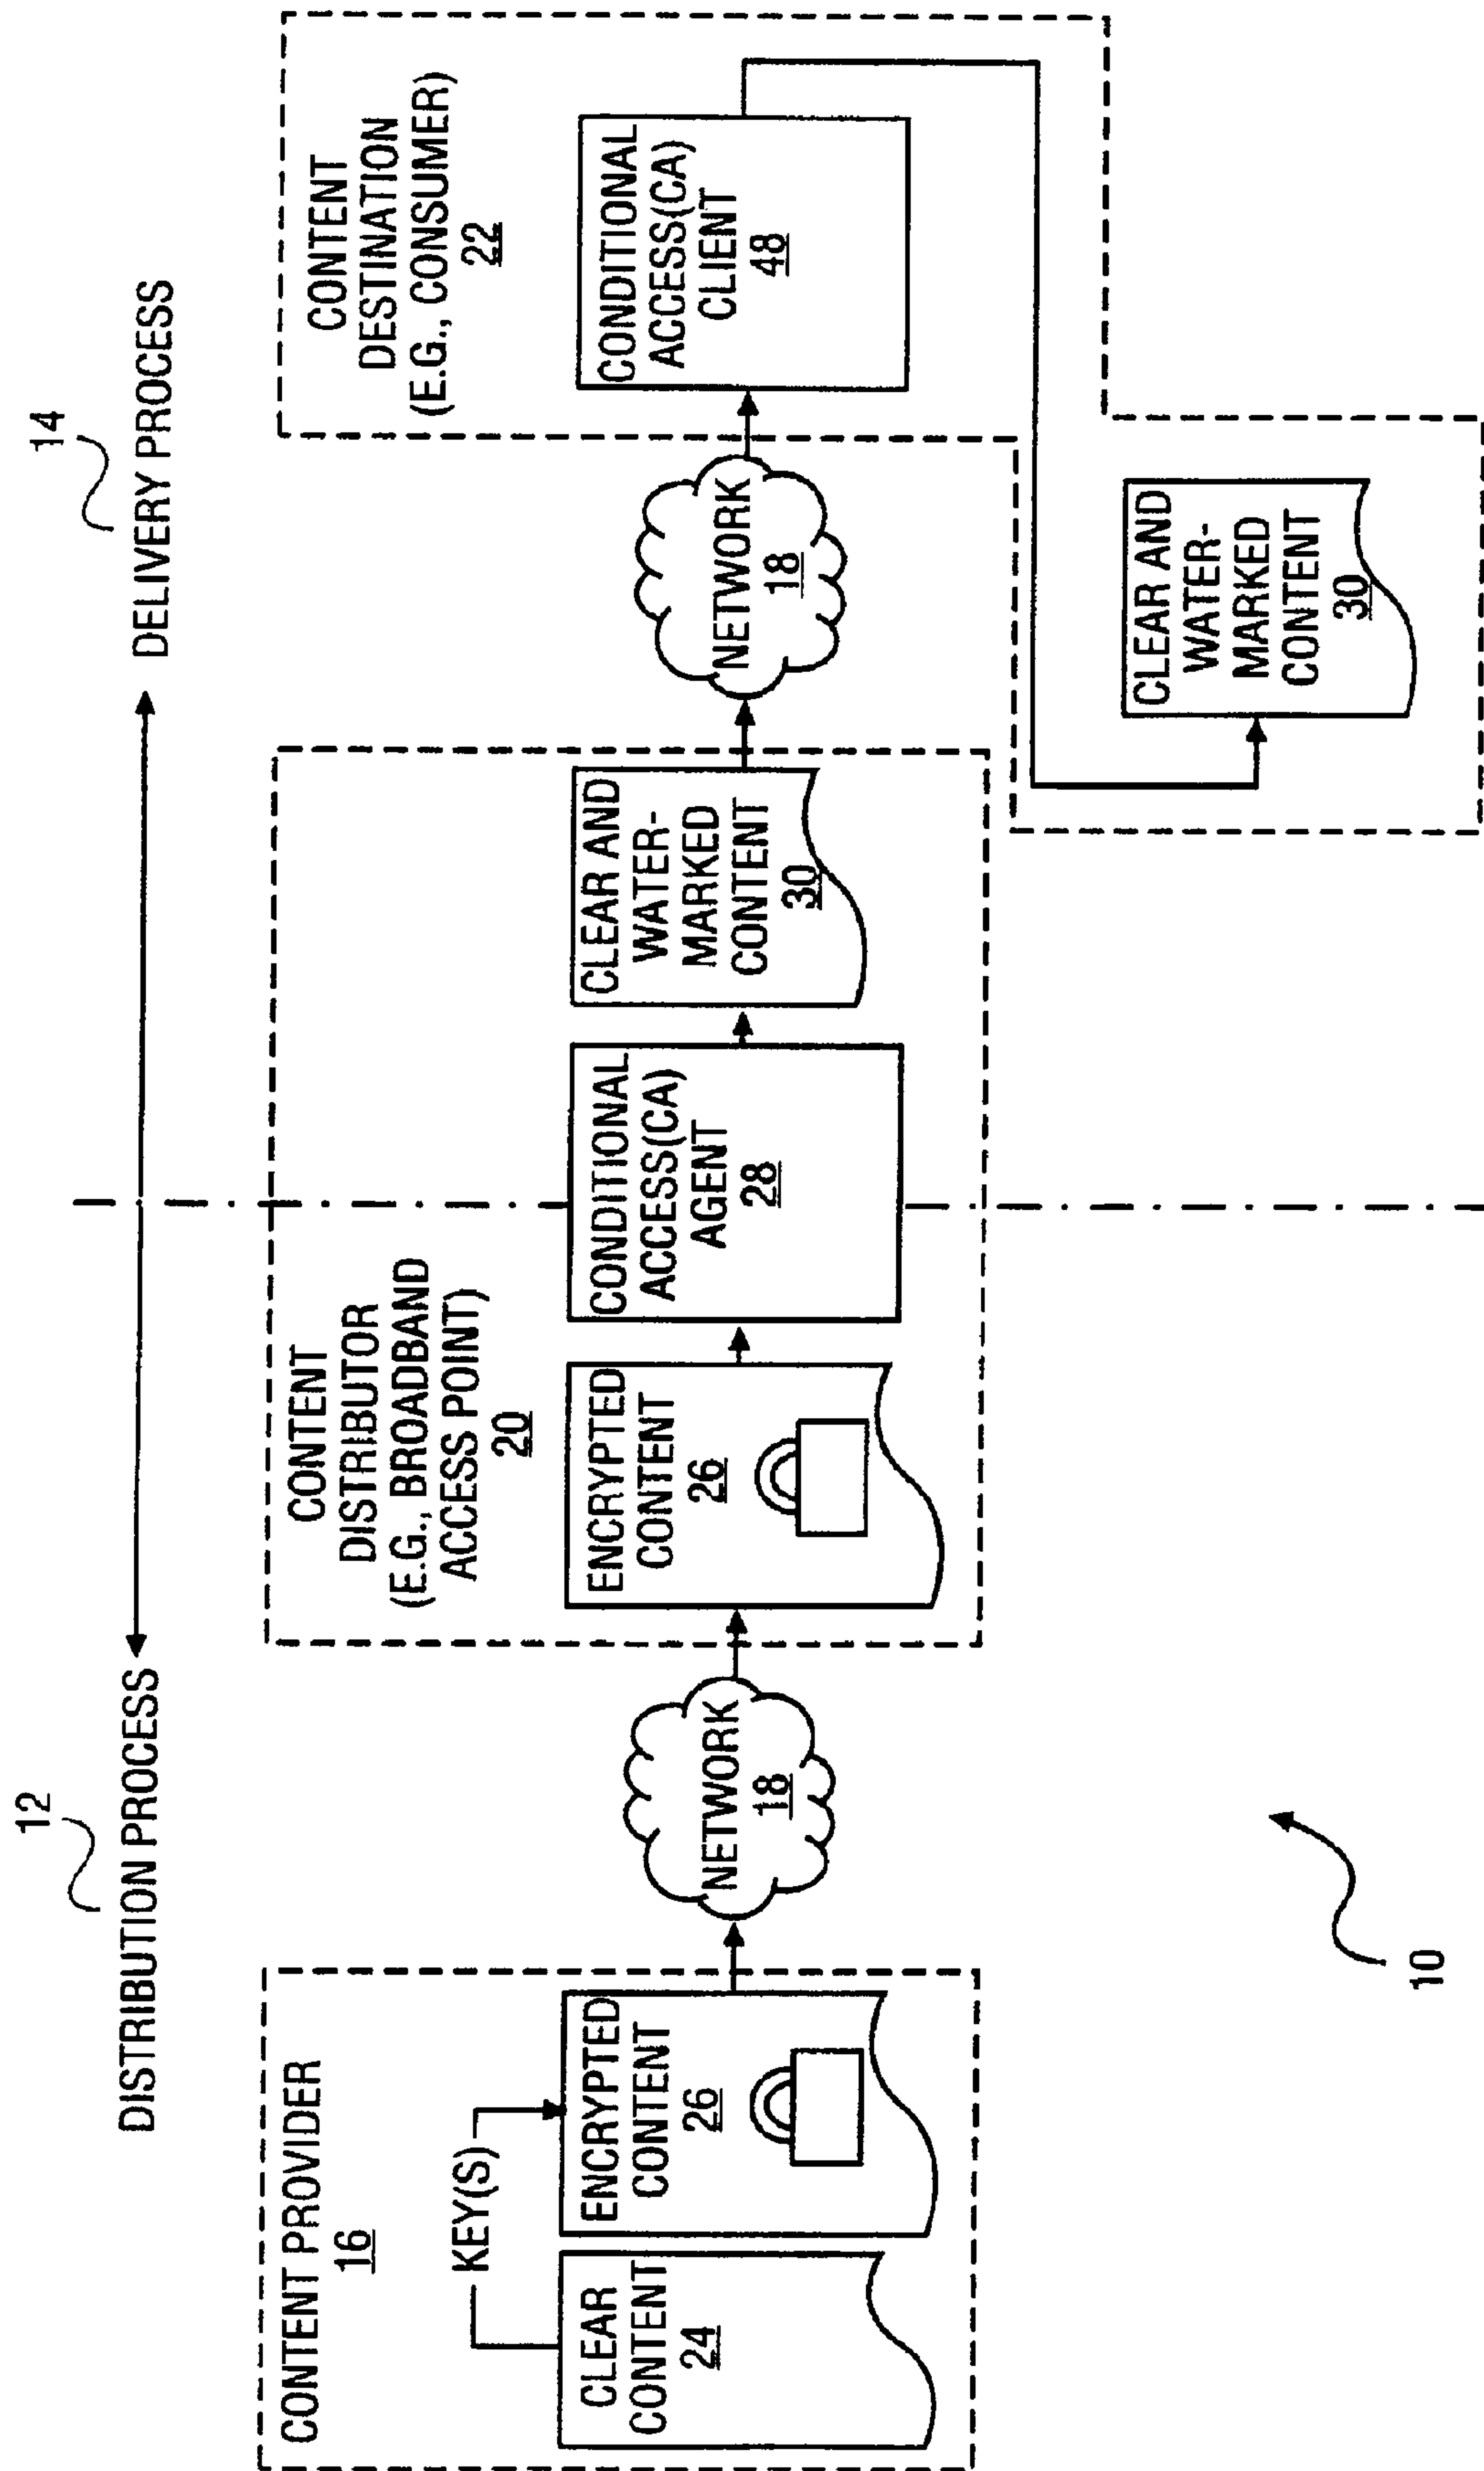 12
DISTRIBUTION PROCESS
14
DELIVERY PROCESS
CONTENT PROVIDER
16
KEY(S)
CLEAR
CONTENT
24
ENCRYPTED
CONTENT
26
NETWORK
18
CONTENT
DISTRIBUTOR
(E.G., BROADBAND
ACCESS POINT)
20
ENCRYPTED
CONTENT
26
CONDITIONAL
ACCESS(CA)
AGENT
28
CLEAR AND
WATER-
MARKED
CONTENT
30
NETWORK
18
CONTENT
DESTINATION
(E.G., CONSUMER)
22
CONDITIONAL
ACCESS(CA)
CLIENT
48
CLEAR AND
WATER-
MARKED
CONTENT
30
10